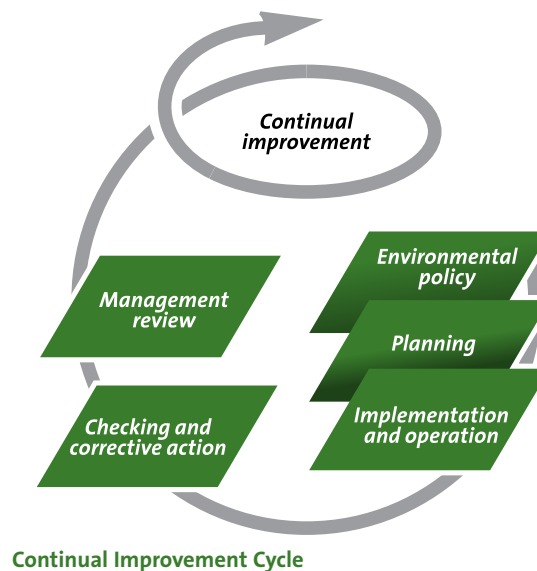 Continual
improvement
Environmental
policy
Management
review
Planning
Implementation
and operation
Checking and
corrective action
Continual Improvement Cycle